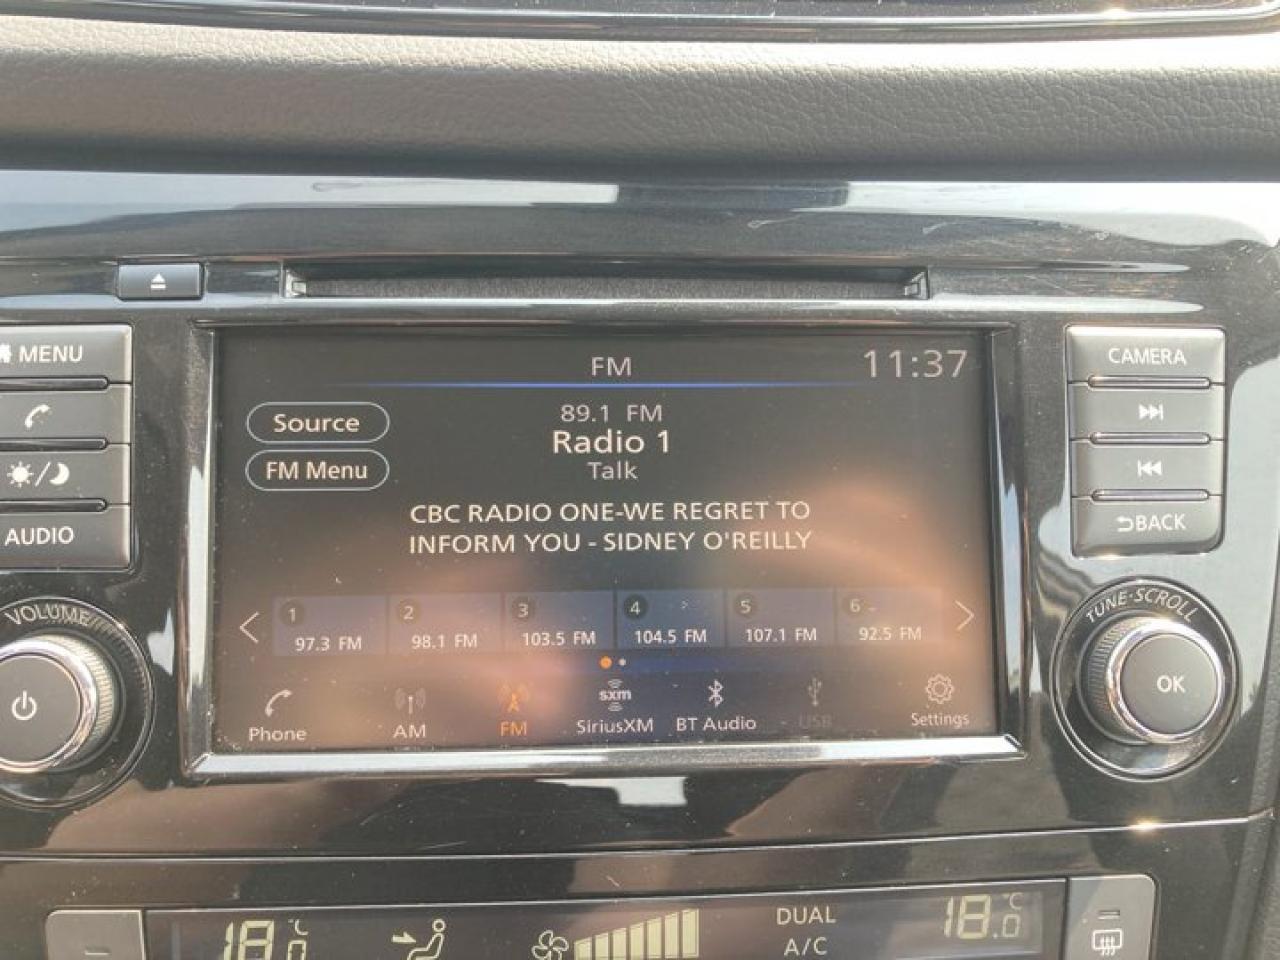 MENU
AUDIO
VOLUME
FM
11:37
Source
FM Menu
89.1 FM
Radio 1
Talk
CBC RADIO ONE-WE REGRET TO
INFORM YOU - SIDNEY O'REILLY
1
97.3 FM
2
98.1 FM
3
103.5 FM
4
104.5 FM
5
107.1 FM
6
92.5 FM
Phone
AM
FM
sxm
SiriusXM
BT Audio
USB
Settings
CAMERA
BACK
TUNE·SCROLL
OK
18.0 °C
DUAL
A/C
18.0 °C